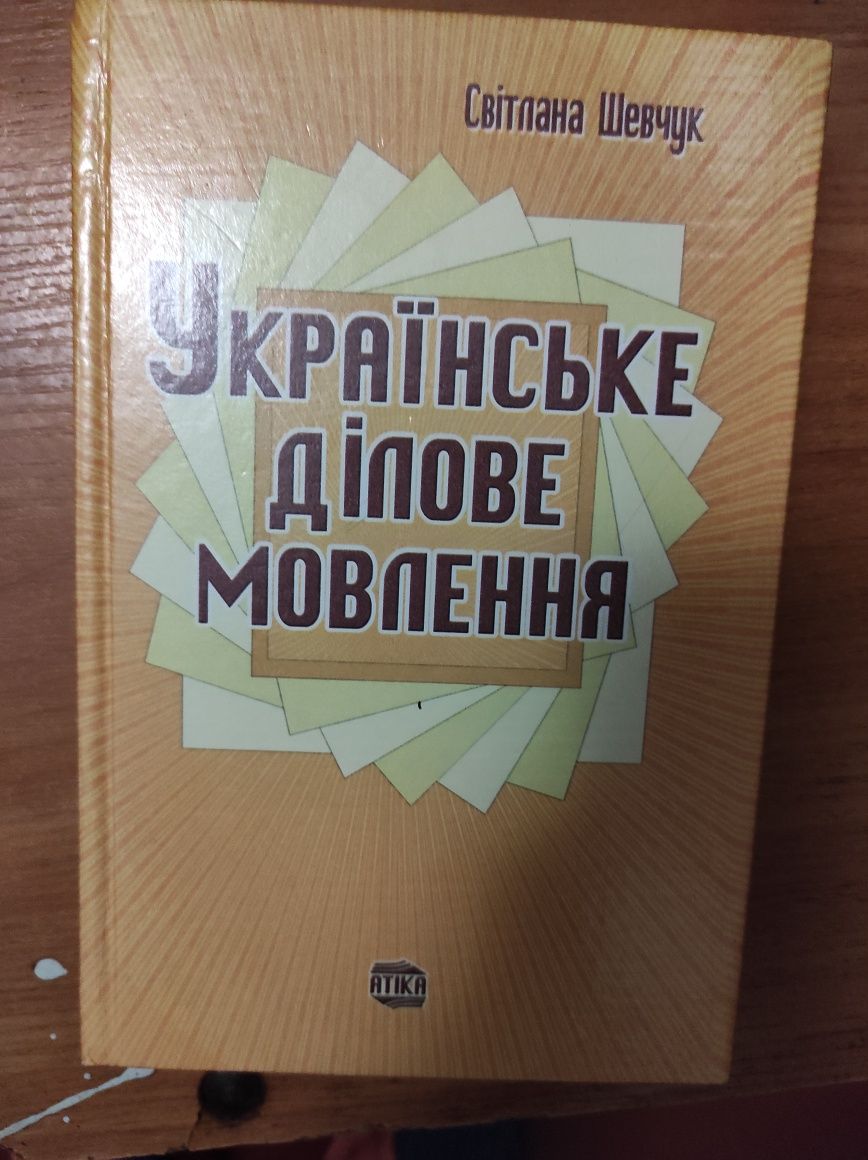 Світлана Шевчук
Українське
ділове
мовлення
АТІКА